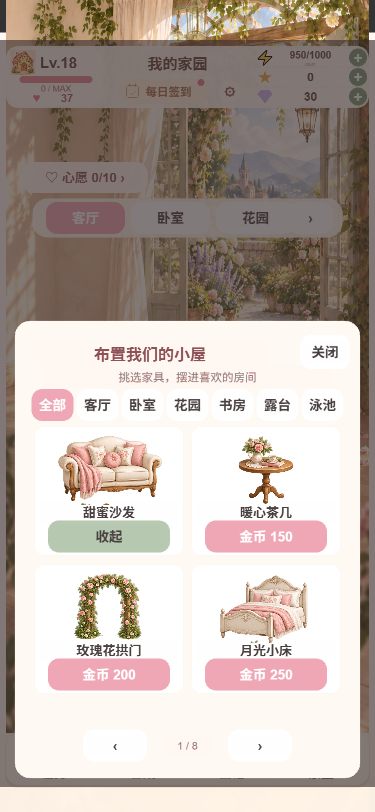 Lv.18
我的家园
950/1000
0 / MAX
37
每日签到
0
30
心愿 0/10 ›
客厅
卧室
花园
›
布置我们的小屋
关闭
挑选家具，摆进喜欢的房间
全部
客厅
卧室
花园
书房
露台
泳池
甜蜜沙发
暖心茶几
收起
金币 150
玫瑰花拱门
月光小床
金币 200
金币 250
‹
1 / 8
›